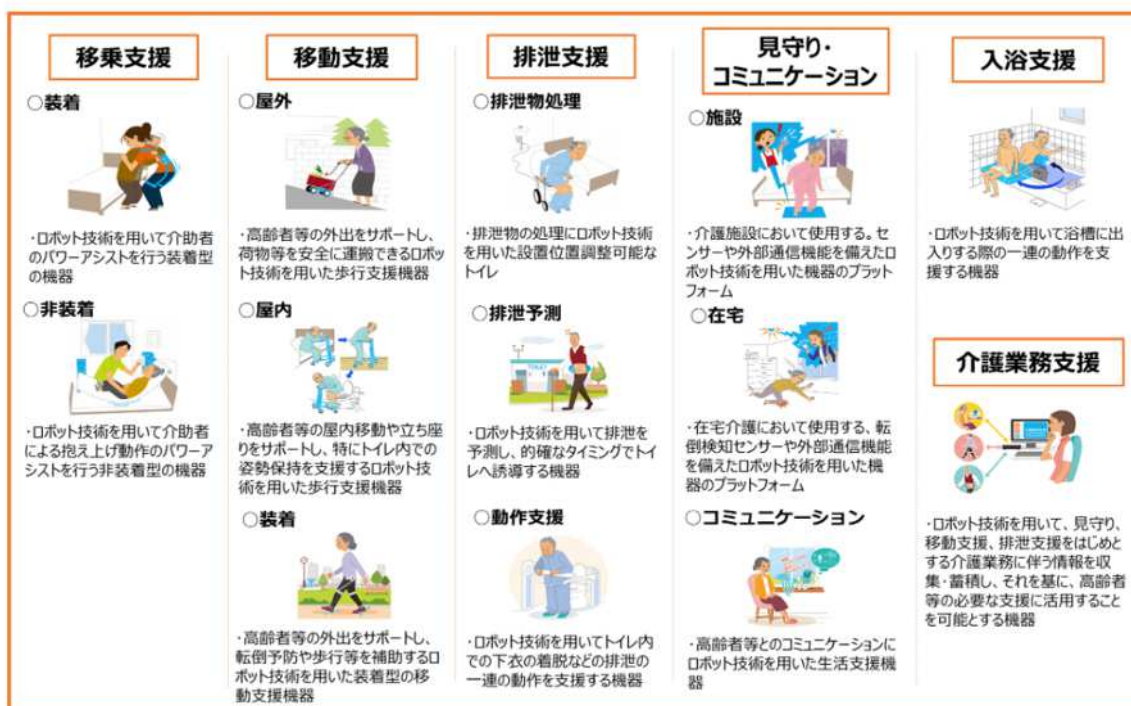 移乗支援
○装着
・ロボット技術を用いて介助者
のパワーアシストを行う装着型
の機器
○非装着
・ロボット技術を用いて介助者
による抱え上げ動作のパワーア
シストを行う非装着型の機器
移動支援
○屋外
・高齢者等の外出をサポートし、
荷物等を安全に運搬できるロボッ
ト技術を用いた歩行支援機器
○屋内
・高齢者等の屋内移動や立ち座
りをサポートし、特にトイレ内での
姿勢保持を支援するロボット技
術を用いた歩行支援機器
○装着
・高齢者等の外出をサポートし、
転倒予防や歩行等を補助するロ
ボット技術を用いた装着型の移
動支援機器
排泄支援
○排泄物処理
・排泄物の処理にロボット技術
を用いた設置位置調整可能な
トイレ
○排泄予測
・ロボット技術を用いて排泄を
予測し、的確なタイミングでトイ
レへ誘導する機器
○動作支援
・ロボット技術を用いてトイレ内
での下衣の着脱などの排泄の
一連の動作を支援する機器
見守り・
コミュニケーション
○施設
・介護施設において使用する。セ
ンサーや外部通信機能を備えたロ
ボット技術を用いた機器のプラット
フォーム
○在宅
・在宅介護において使用する、転
倒検知センサーや外部通信機能
を備えたロボット技術を用いた機
器のプラットフォーム
○コミュニケーション
・高齢者等とのコミュニケーションに
ロボット技術を用いた生活支援機
器
入浴支援
・ロボット技術を用いて浴槽に出
入りする際の一連の動作を支
援する機器
介護業務支援
・ロボット技術を用いて、見守り、
移動支援、排泄支援をはじめと
する介護業務に伴う情報を収
集・蓄積し、それを基に、高齢者
等の必要な支援に活用すること
を可能とする機器